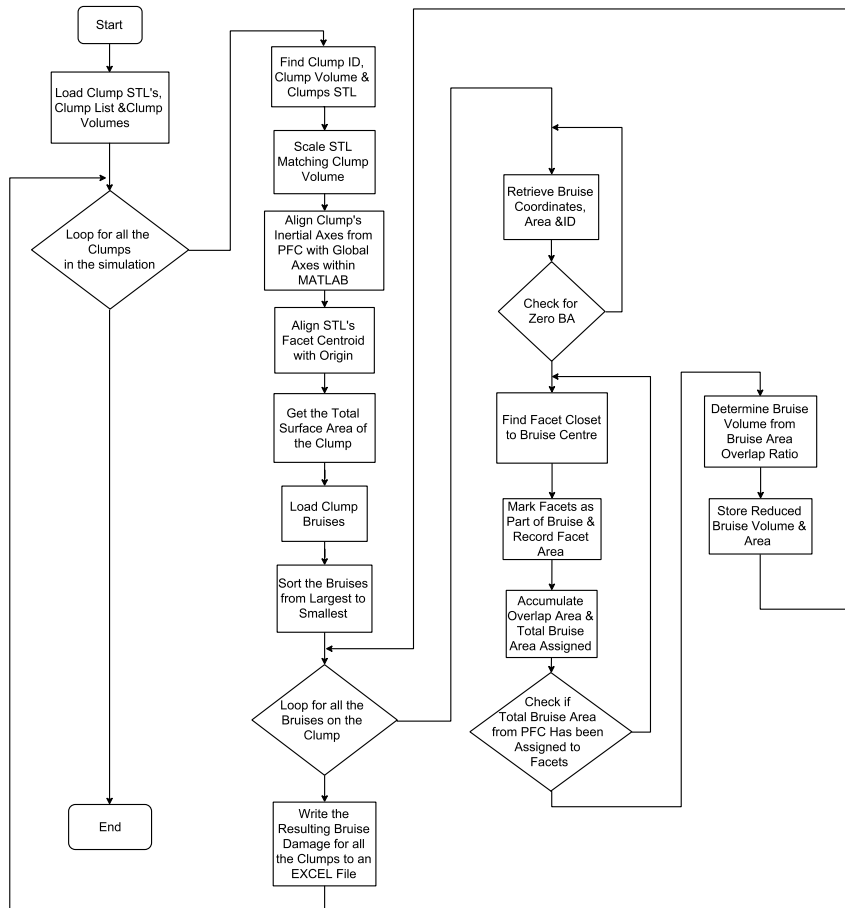 Start
Load Clump STL's,
Clump List &Clump
Volumes
Loop for all the
Clumps
in the simulation
End
Find Clump ID,
Clump Volume &
Clumps STL
Scale STL
Matching Clump
Volume
Align Clump's
Inertial Axes from
PFC with Global
Axes within
MATLAB
Align STL's
Facet Centroid
with Origin
Get the Total
Surface Area of
the Clump
Load Clump
Bruises
Sort the Bruises
from Largest to
Smallest
Loop for all the
Bruises on the
Clump
Write the
Resulting Bruise
Damage for all
the Clumps to an
EXCEL File
Retrieve Bruise
Coordinates,
Area &ID
Check for
Zero BA
Find Facet Closet
to Bruise Centre
Mark Facets as
Part of Bruise &
Record Facet
Area
Accumulate
Overlap Area &
Total Bruise
Area Assigned
Check if
Total Bruise Area
from PFC Has been
Assigned to
Facets
Determine Bruise
Volume from
Bruise Area
Overlap Ratio
Store Reduced
Bruise Volume &
Area